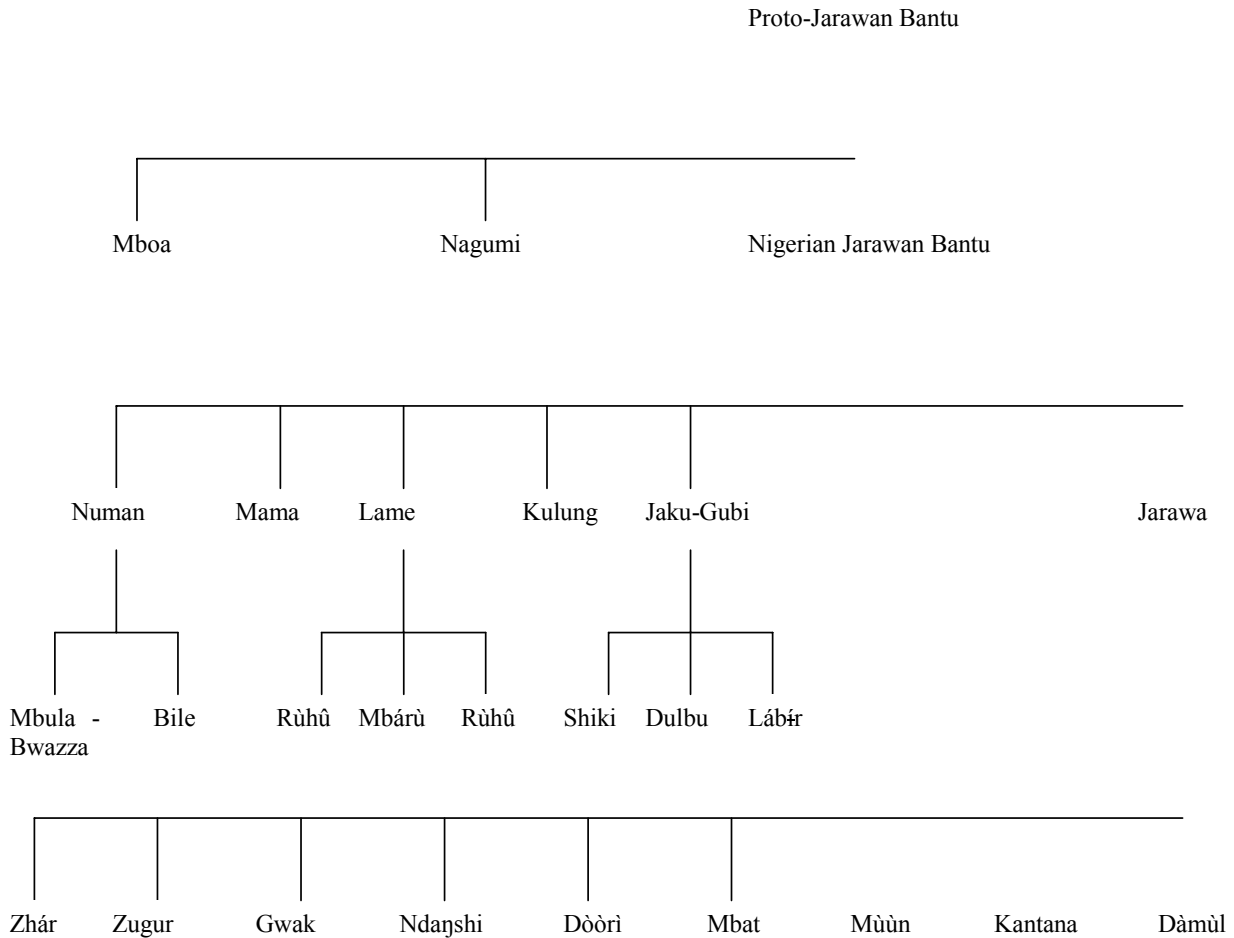 Proto-Jarawan Bantu
Mboa Nagumi Nigerian Jarawan Bantu
Numan Mama Lame Kulung Jaku-Gubi Jarawa
Mbula - Bile Rùhû Mbárù Rùhû Shiki Dulbu Lábɨ́r
Bwazza
Zhár Zugur Gwak Ndaŋshi Dòòrì Mbat Mùùn Kantana Dàmùl